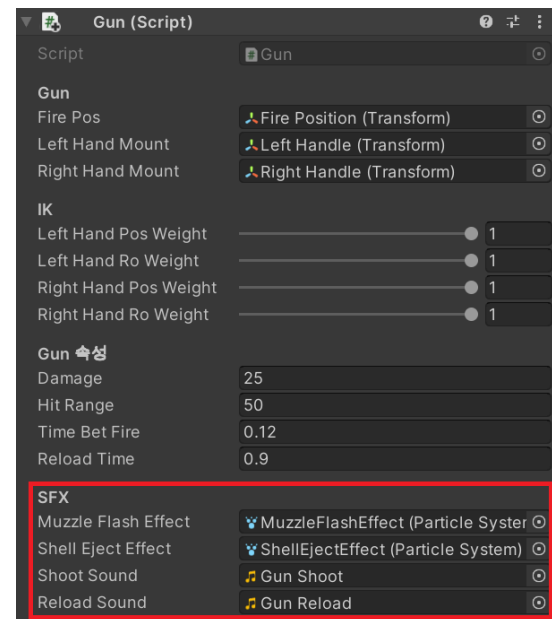 Gun (Script)
Script Gun
Gun
Fire Pos Fire Position (Transform)
Left Hand Mount Left Handle (Transform)
Right Hand Mount Right Handle (Transform)
IK
Left Hand Pos Weight 1
Left Hand Ro Weight 1
Right Hand Pos Weight 1
Right Hand Ro Weight 1
Gun 속성
Damage 25
Hit Range 50
Time Bet Fire 0.12
Reload Time 0.9
SFX
Muzzle Flash Effect MuzzleFlashEffect (Particle Syster
Shell Eject Effect ShellEjectEffect (Particle System)
Shoot Sound Gun Shoot
Reload Sound Gun Reload